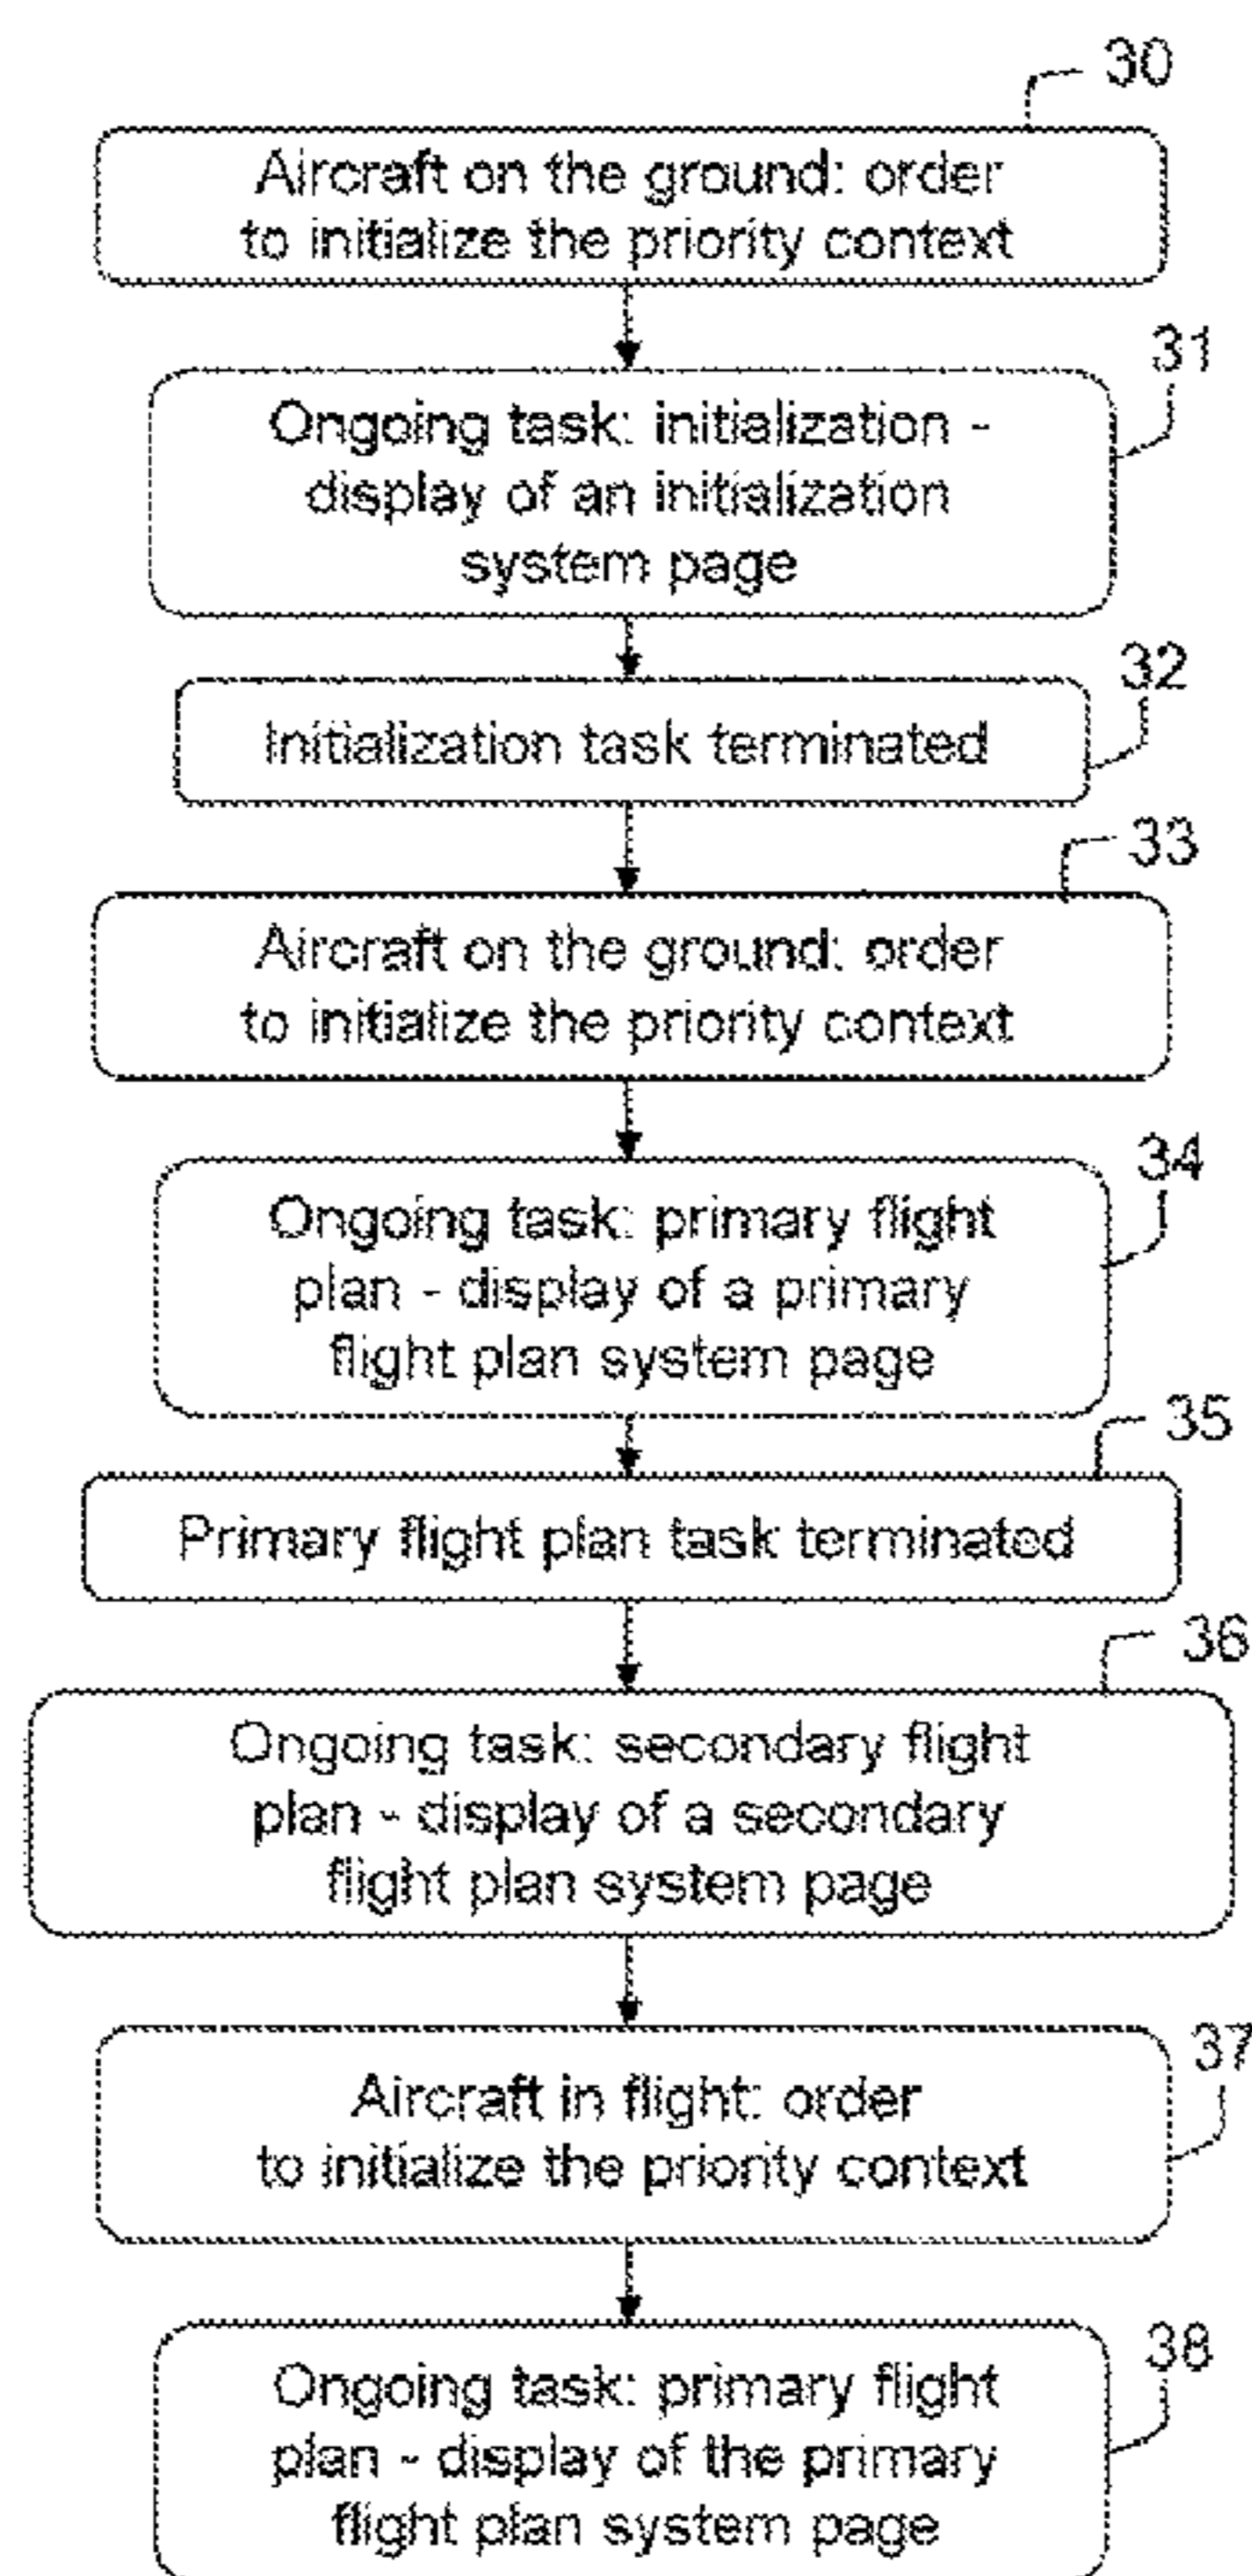 30
Aircraft on the ground: order
to initialize the priority context
31
Ongoing task: initialization -
display of an initialization
system page
32
Initialization task terminated
33
Aircraft on the ground: order
to initialize the priority context
34
Ongoing task: primary flight
plan - display of a primary
flight plan system page
35
Primary flight plan task terminated
36
Ongoing task: secondary flight
plan - display of a secondary
flight plan system page
37
Aircraft in flight: order
to initialize the priority context
38
Ongoing task: primary flight
plan - display of the primary
flight plan system page